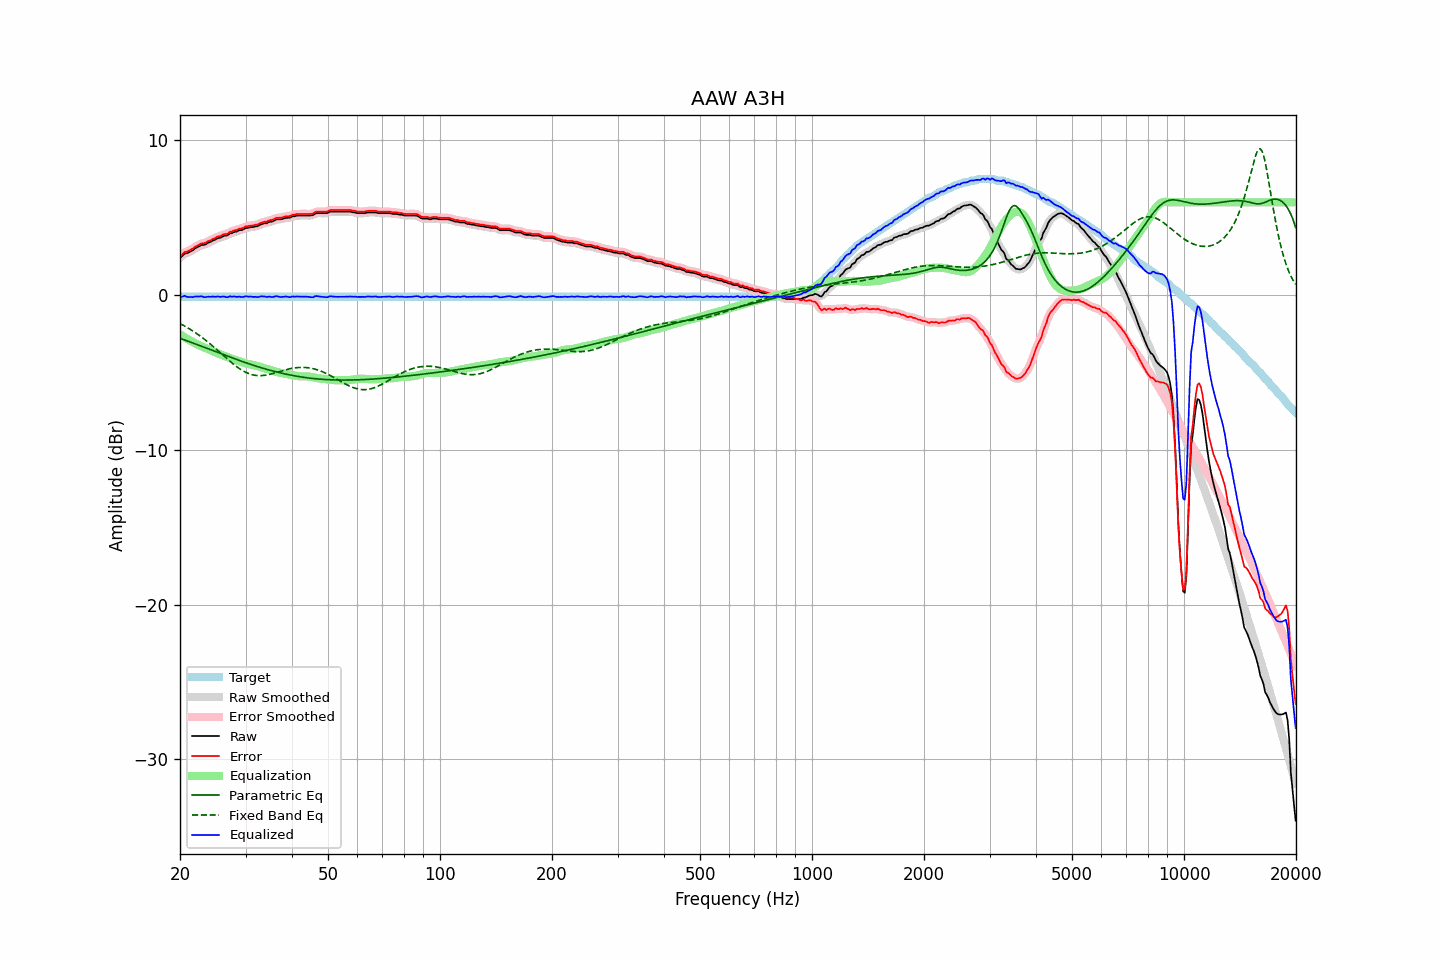 AAW A3H
Amplitude (dBr)
10
0
−10
−20
−30
Target
Raw Smoothed
Error Smoothed
Raw
Error
Equalization
Parametric Eq
Fixed Band Eq
Equalized
20 50 100 200 500 1000 2000 5000 10000 20000
Frequency (Hz)